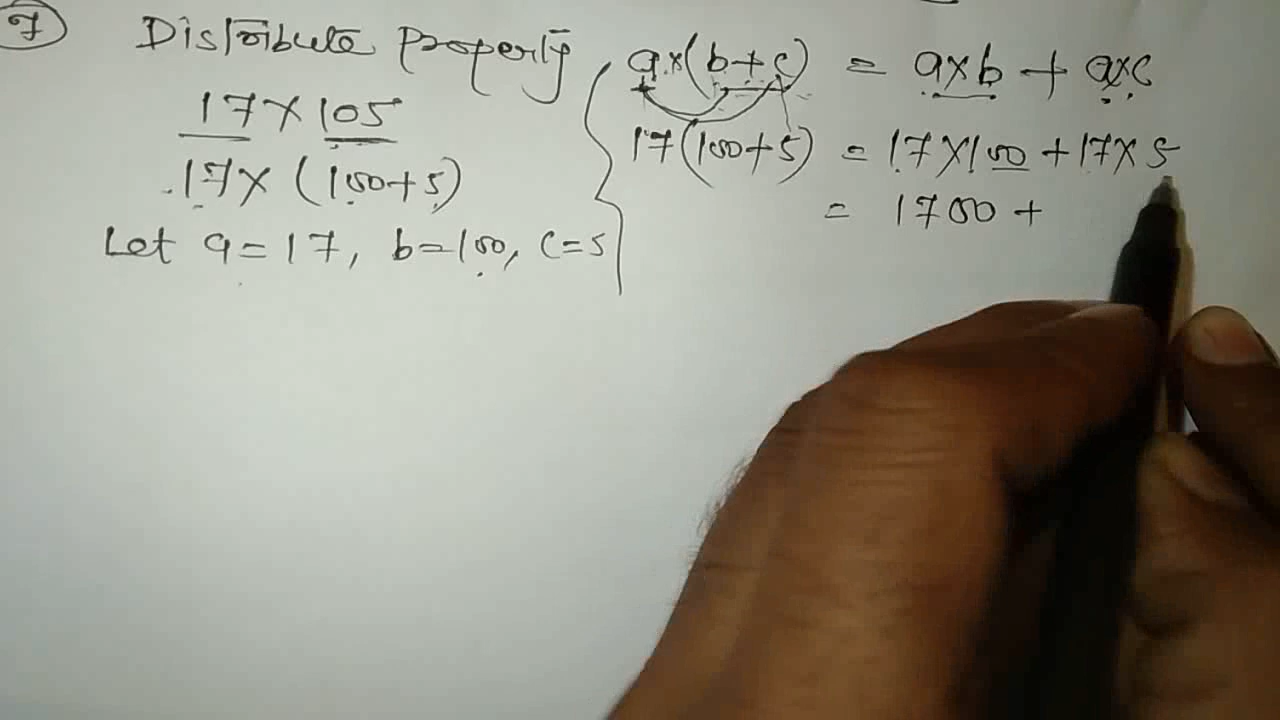 7 Distribute Property
17 × 105
17 × (100+5)
Let a = 17, b = 100, c = 5
a×(b+c) = a×b + a×c
17(100+5) = 17×100 + 17×5
= 1700 +